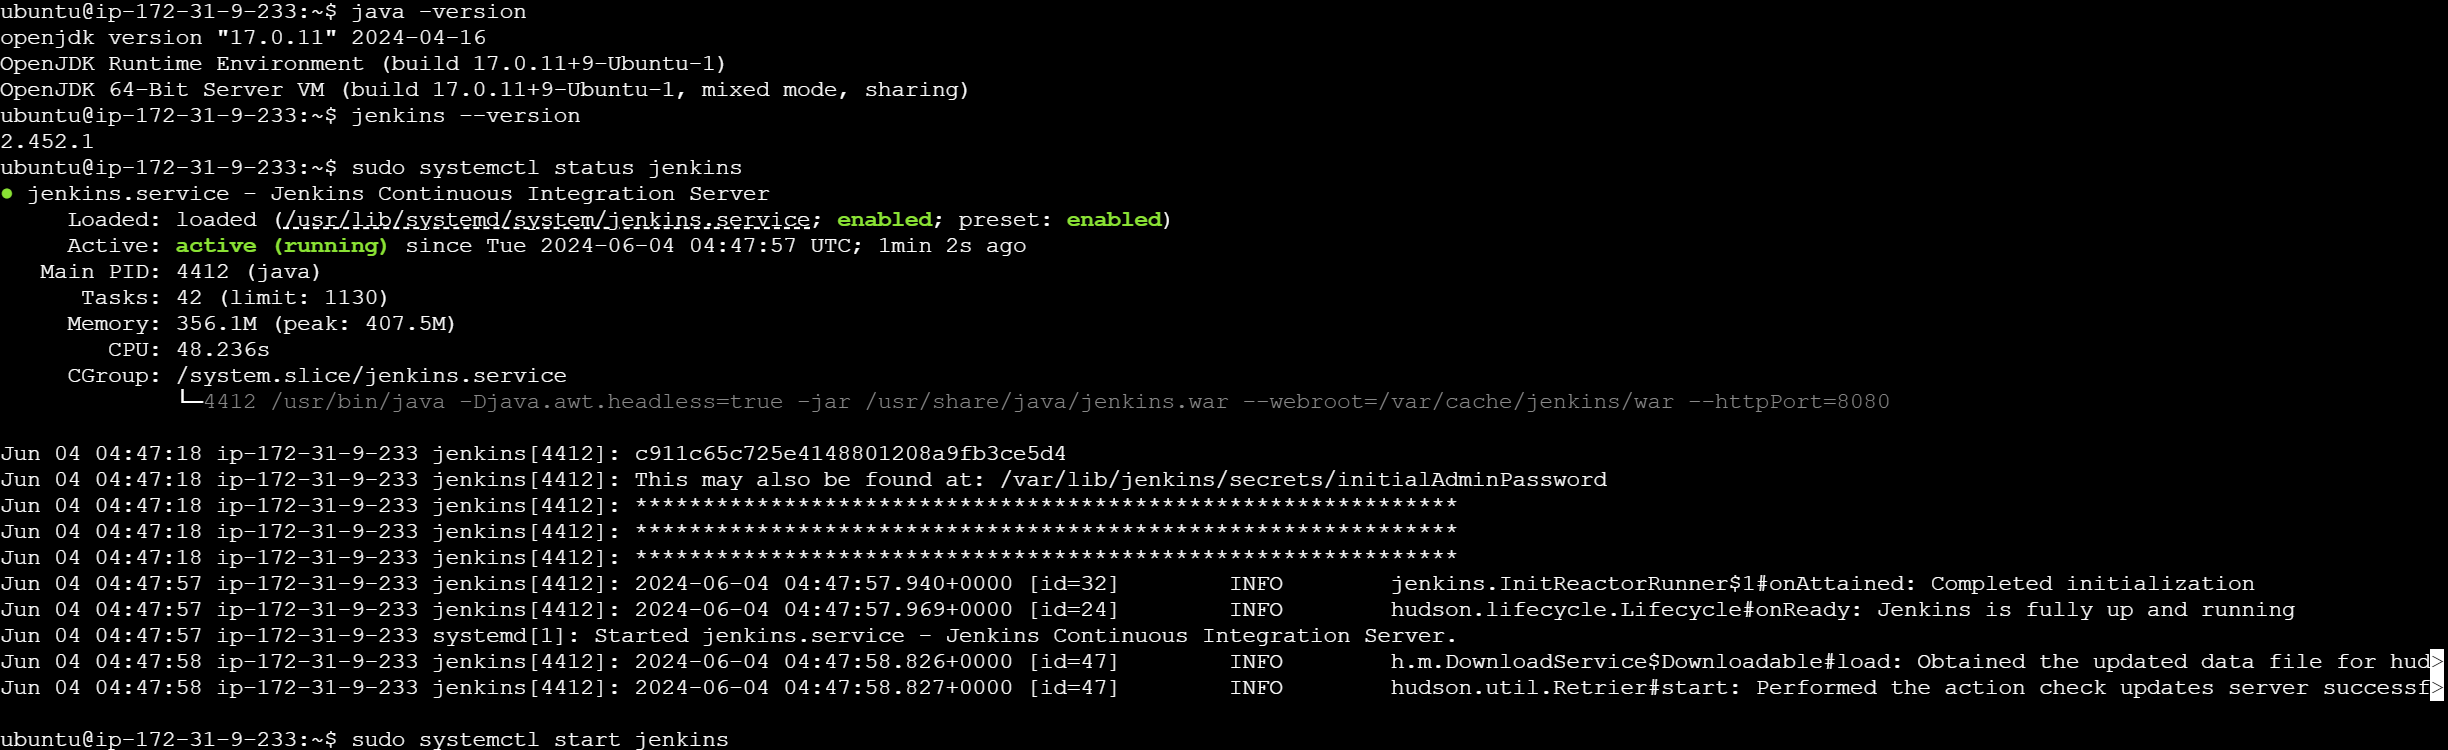 ubuntu@ip-172-31-9-233:~$ java -version
openjdk version "17.0.11" 2024-04-16
OpenJDK Runtime Environment (build 17.0.11+9-Ubuntu-1)
OpenJDK 64-Bit Server VM (build 17.0.11+9-Ubuntu-1, mixed mode, sharing)
ubuntu@ip-172-31-9-233:~$ jenkins --version
2.452.1
ubuntu@ip-172-31-9-233:~$ sudo systemctl status jenkins
● jenkins.service - Jenkins Continuous Integration Server
     Loaded: loaded (/usr/lib/systemd/system/jenkins.service; enabled; preset: enabled)
     Active: active (running) since Tue 2024-06-04 04:47:57 UTC; 1min 2s ago
   Main PID: 4412 (java)
      Tasks: 42 (limit: 1130)
     Memory: 356.1M (peak: 407.5M)
        CPU: 48.236s
     CGroup: /system.slice/jenkins.service
             └─4412 /usr/bin/java -Djava.awt.headless=true -jar /usr/share/java/jenkins.war --webroot=/var/cache/jenkins/war --httpPort=8080
Jun 04 04:47:18 ip-172-31-9-233 jenkins[4412]: c911c65c725e4148801208a9fb3ce5d4
Jun 04 04:47:18 ip-172-31-9-233 jenkins[4412]: This may also be found at: /var/lib/jenkins/secrets/initialAdminPassword
Jun 04 04:47:18 ip-172-31-9-233 jenkins[4412]: *************************************************************
Jun 04 04:47:18 ip-172-31-9-233 jenkins[4412]: *************************************************************
Jun 04 04:47:18 ip-172-31-9-233 jenkins[4412]: *************************************************************
Jun 04 04:47:57 ip-172-31-9-233 jenkins[4412]: 2024-06-04 04:47:57.940+0000 [id=32]        INFO        jenkins.InitReactorRunner$1#onAttained: Completed initialization
Jun 04 04:47:57 ip-172-31-9-233 jenkins[4412]: 2024-06-04 04:47:57.969+0000 [id=24]        INFO        hudson.lifecycle.Lifecycle#onReady: Jenkins is fully up and running
Jun 04 04:47:57 ip-172-31-9-233 systemd[1]: Started jenkins.service - Jenkins Continuous Integration Server.
Jun 04 04:47:58 ip-172-31-9-233 jenkins[4412]: 2024-06-04 04:47:58.826+0000 [id=47]        INFO        h.m.DownloadService$Downloadable#load: Obtained the updated data file for hud>
Jun 04 04:47:58 ip-172-31-9-233 jenkins[4412]: 2024-06-04 04:47:58.827+0000 [id=47]        INFO        hudson.util.Retrier#start: Performed the action check updates server successf>
ubuntu@ip-172-31-9-233:~$ sudo systemctl start jenkins